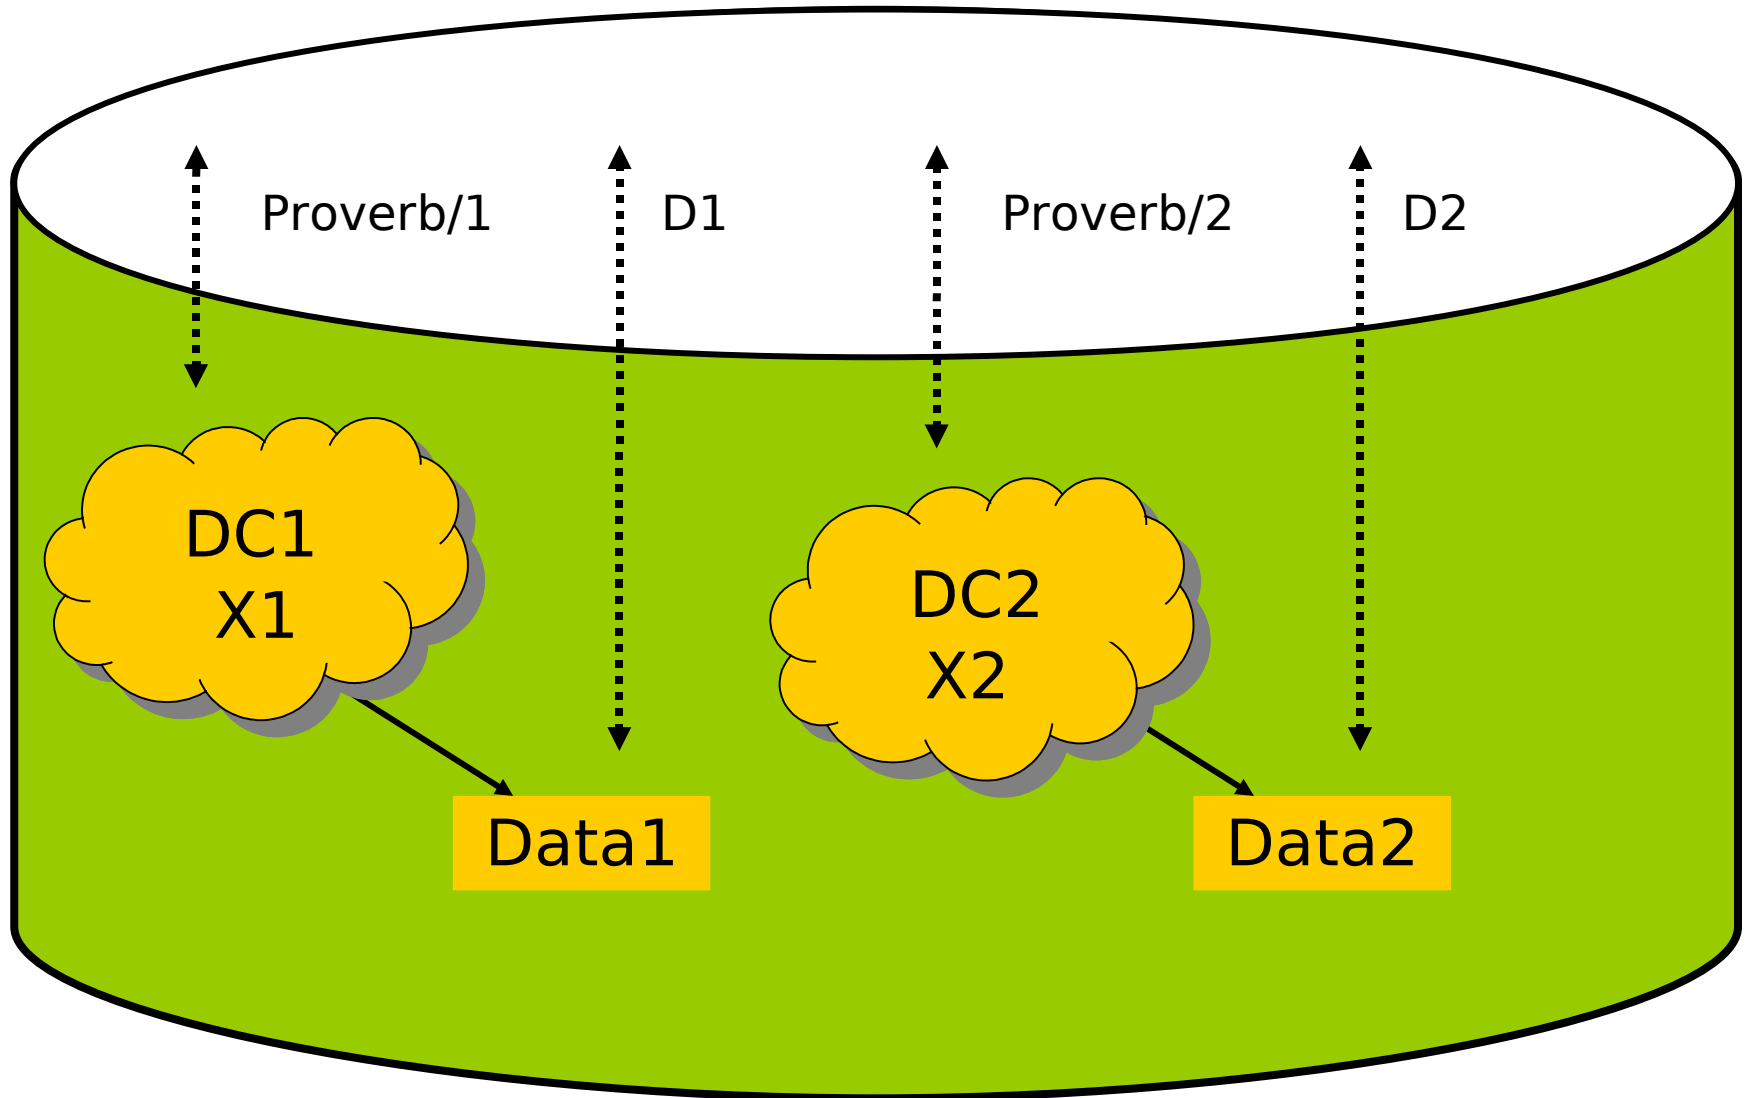 Proverb/1
D1
Proverb/2
D2
DC1
X1
DC2
X2
Data1
Data2